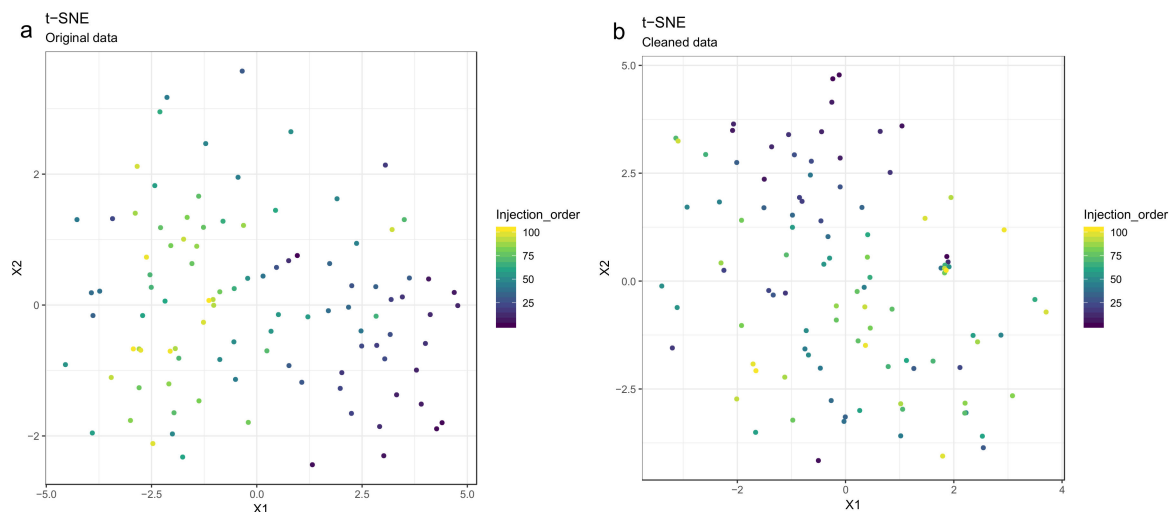 a
t−SNE
Original data
X2
2
0
−2
−5.0
−2.5
0.0
2.5
5.0
X1
Injection_order
100
75
50
25
b
t−SNE
Cleaned data
X2
5.0
2.5
0.0
−2.5
−2
0
2
4
X1
Injection_order
100
75
50
25